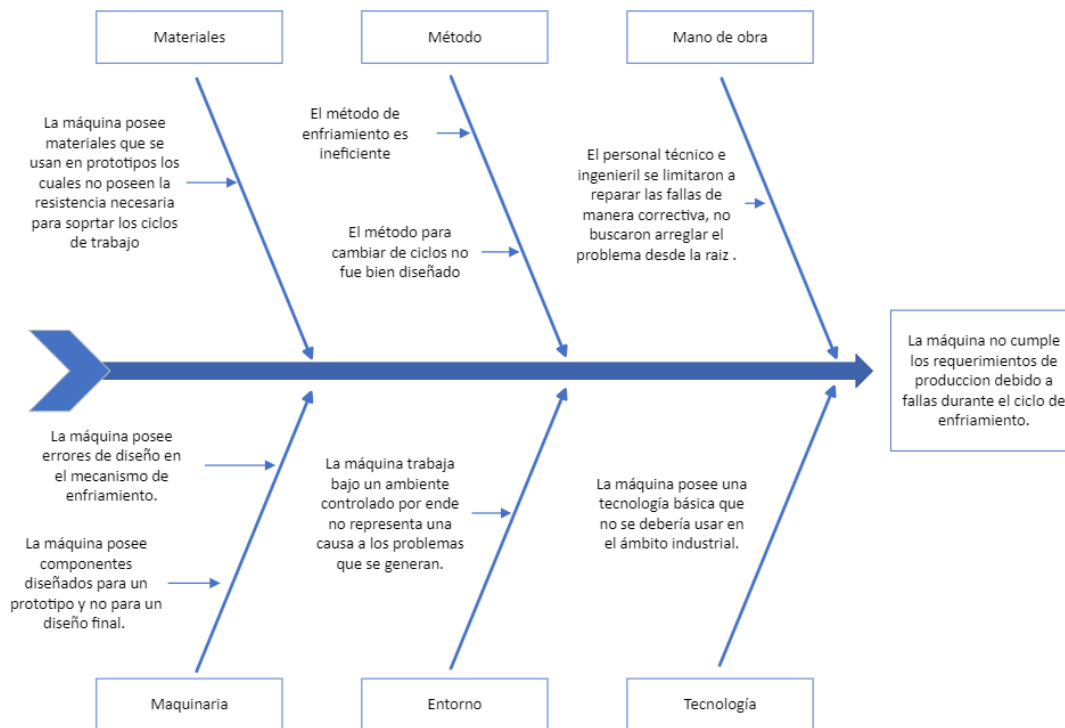 Materiales
Método
Mano de obra
La máquina posee
materiales que se
usan en prototipos los
cuales no poseen la
resistencia necesaria
para soprtar los ciclos
de trabajo
El método de
enfriamiento es
ineficiente
El método para
cambiar de ciclos no
fue bien diseñado
El personal técnico e
ingenieril se limitaron a
reparar las fallas de
manera correctiva, no
buscaron arreglar el
problema desde la raiz .
La máquina no cumple
los requerimientos de
produccion debido a
fallas durante el ciclo de
enfriamiento.
La máquina posee
errores de diseño en
el mecanismo de
enfriamiento.
La máquina posee
componentes
diseñados para un
prototipo y no para un
diseño final.
La máquina trabaja
bajo un ambiente
controlado por ende
no representa una
causa a los problemas
que se generan.
La máquina posee una
tecnología básica que
no se debería usar en
el ámbito industrial.
Maquinaria
Entorno
Tecnología